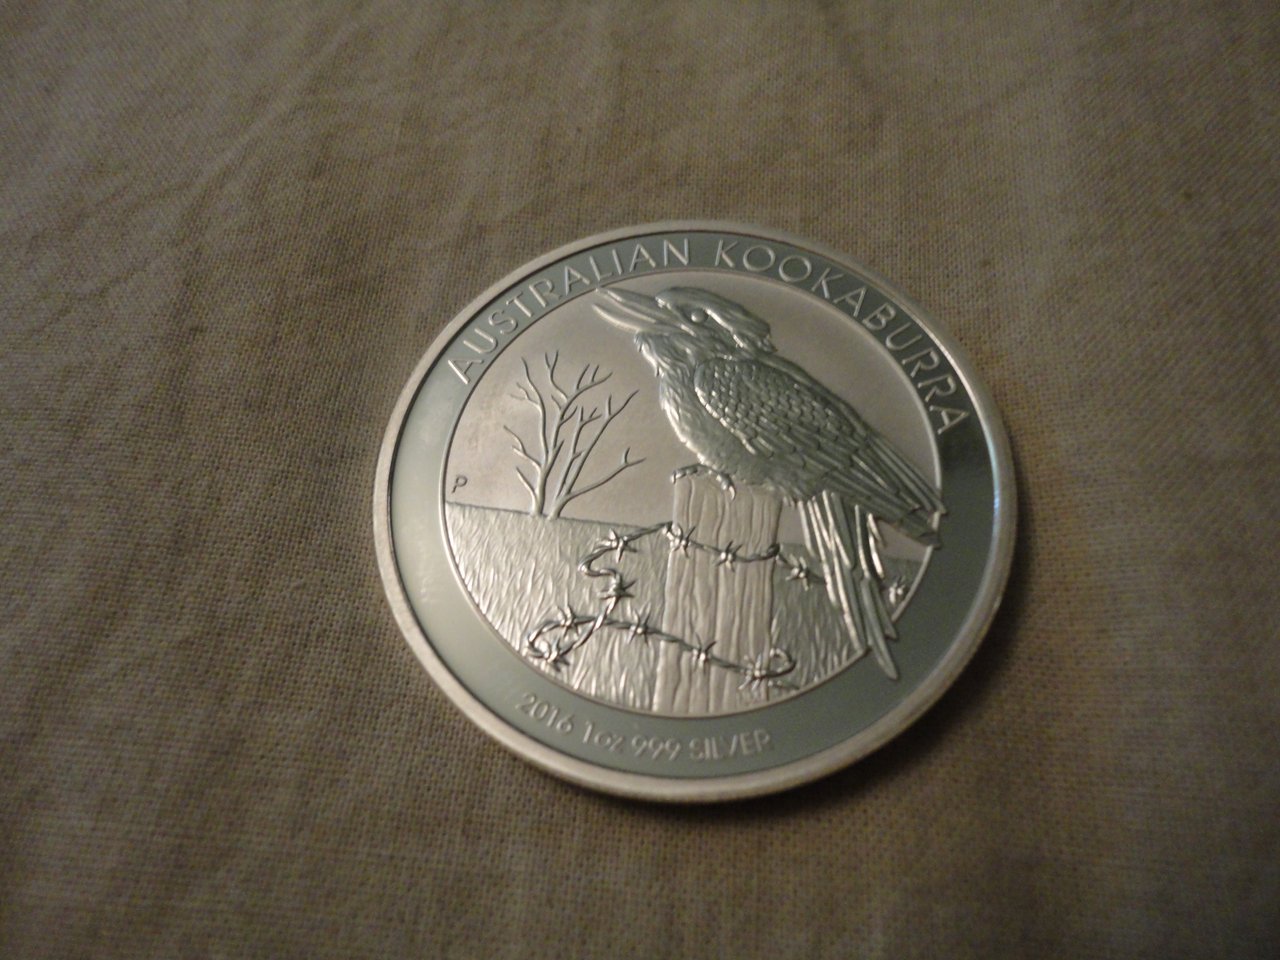 AUSTRALIAN KOOKABURRA
P
2016 1oz 999 SILVER